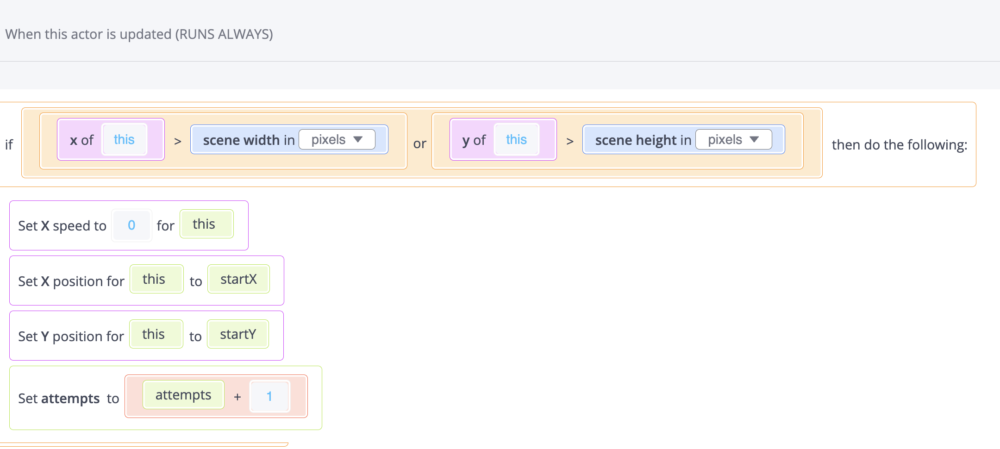 When this actor is updated (RUNS ALWAYS)
if x of this > scene width in pixels or y of this > scene height in pixels then do the following:
Set X speed to 0 for this
Set X position for this to startX
Set Y position for this to startY
Set attempts to attempts + 1